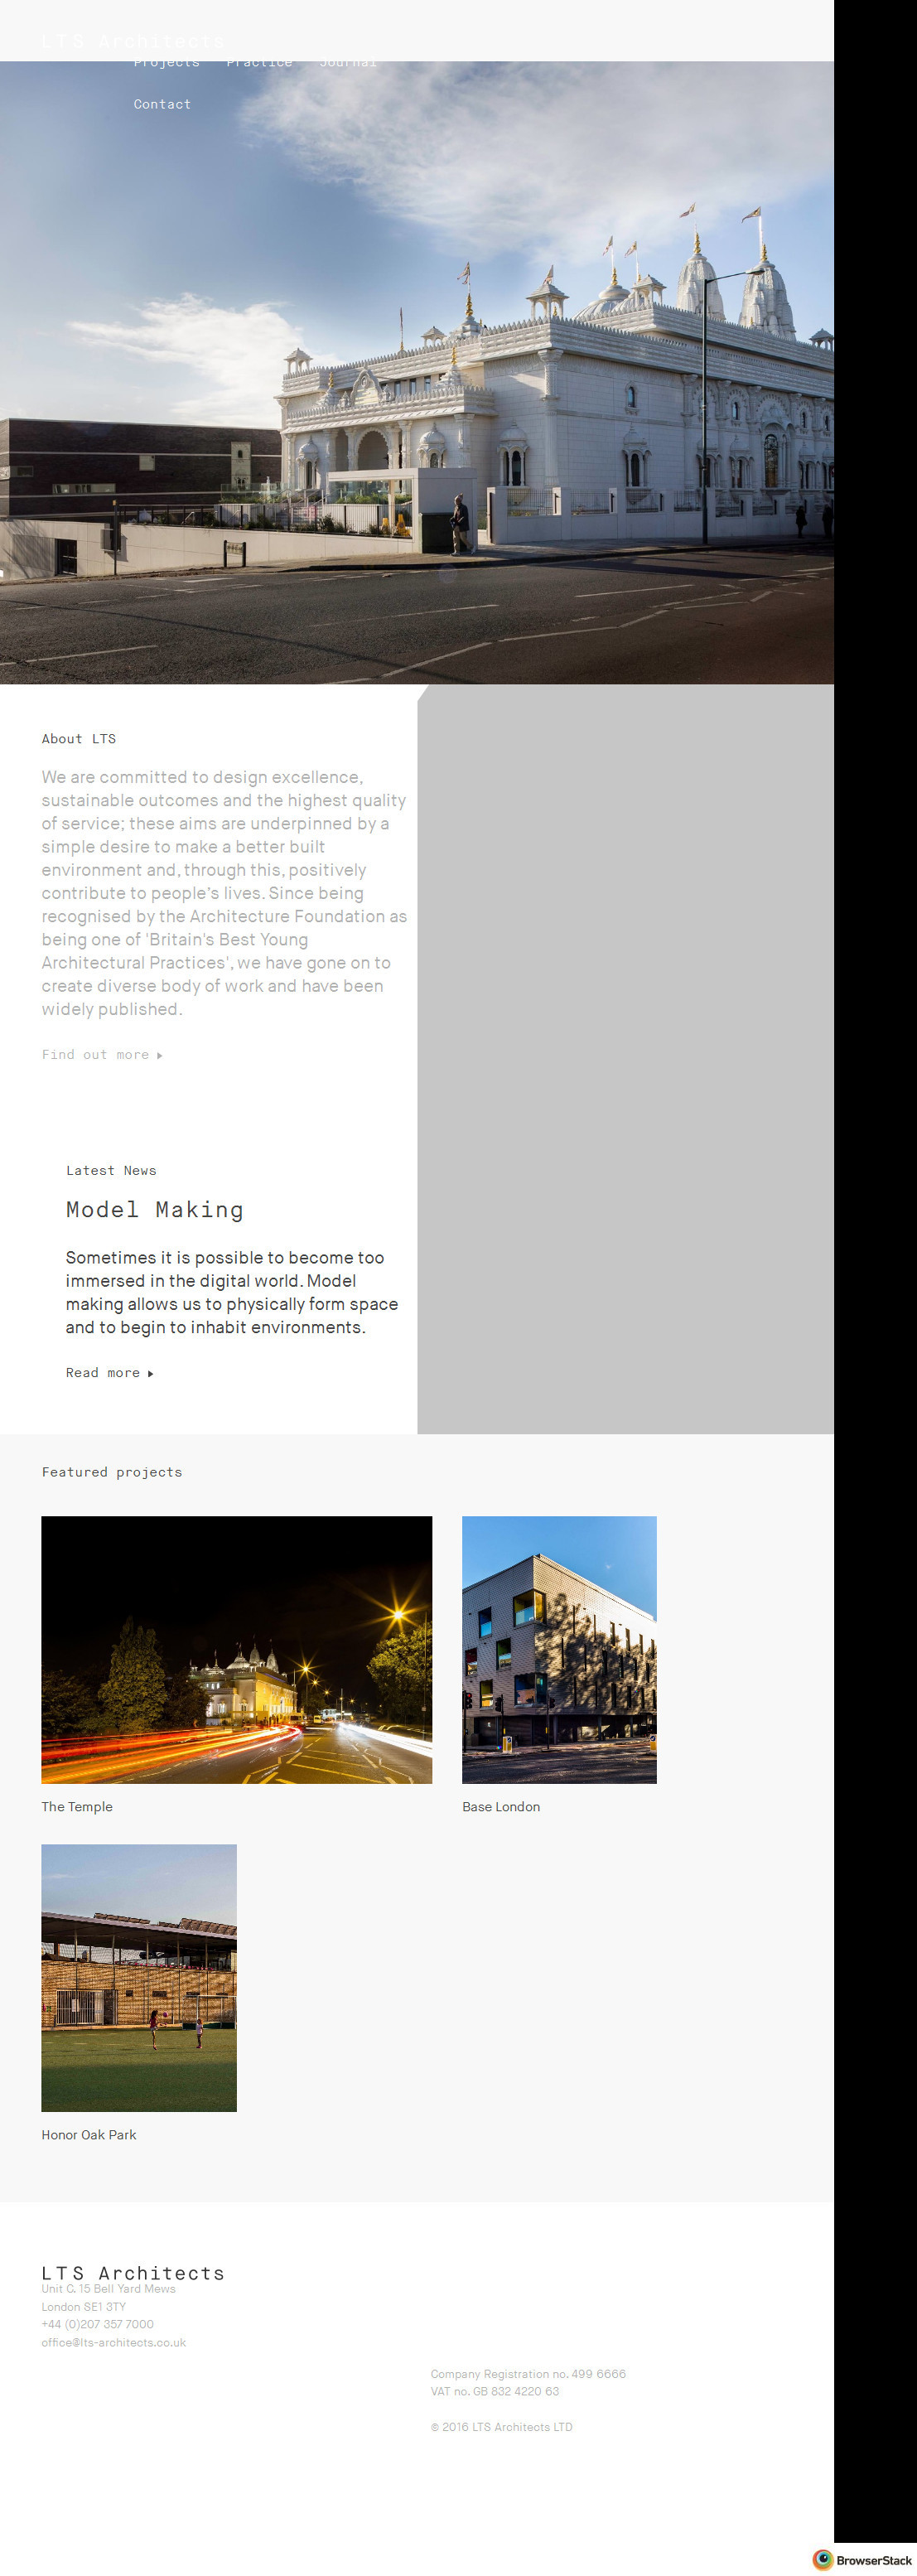 LTS Architects
Projects Practice Journal
Contact
About LTS
We are committed to design excellence,
sustainable outcomes and the highest quality
of service; these aims are underpinned by a
simple desire to make a better built
environment and, through this, positively
contribute to people's lives. Since being
recognised by the Architecture Foundation as
being one of 'Britain's Best Young
Architectural Practices', we have gone on to
create diverse body of work and have been
widely published.
Find out more
Latest News
Model Making
Sometimes it is possible to become too
immersed in the digital world. Model
making allows us to physically form space
and to begin to inhabit environments.
Read more
Featured projects
The Temple
Base London
Honor Oak Park
LTS Architects
Unit C. 15 Bell Yard Mews
London SE1 3TY
+44 (0)207 357 7000
office@lts-architects.co.uk
Company Registration no. 499 6666
VAT no. GB 832 4220 63
© 2016 LTS Architects LTD
BrowserStack